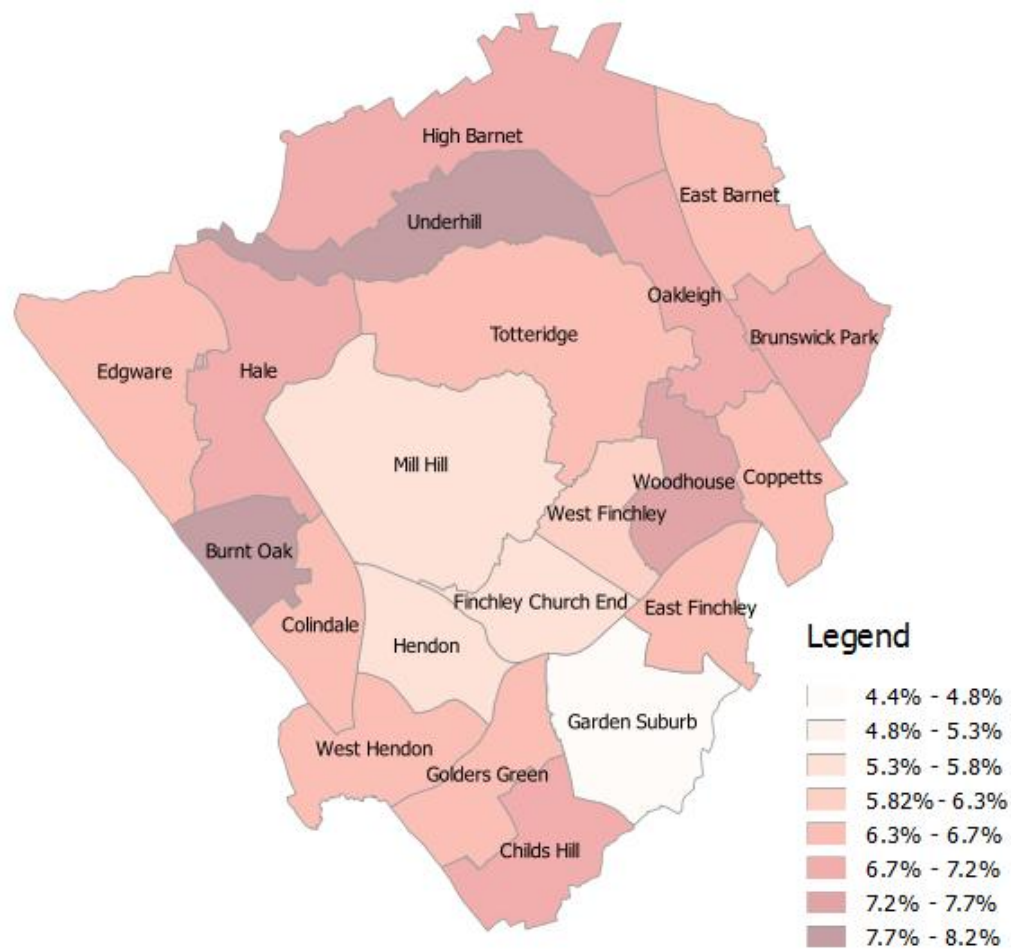 High Barnet
East Barnet
Underhill
Oakleigh
Totteridge
Brunswick Park
Edgware
Hale
Mill Hill
Woodhouse
Coppetts
West Finchley
Burnt Oak
Finchley Church End
East Finchley
Colindale
Hendon
Garden Suburb
West Hendon
Golders Green
Childs Hill
Legend
4.4% - 4.8%
4.8% - 5.3%
5.3% - 5.8%
5.82% - 6.3%
6.3% - 6.7%
6.7% - 7.2%
7.2% - 7.7%
7.7% - 8.2%